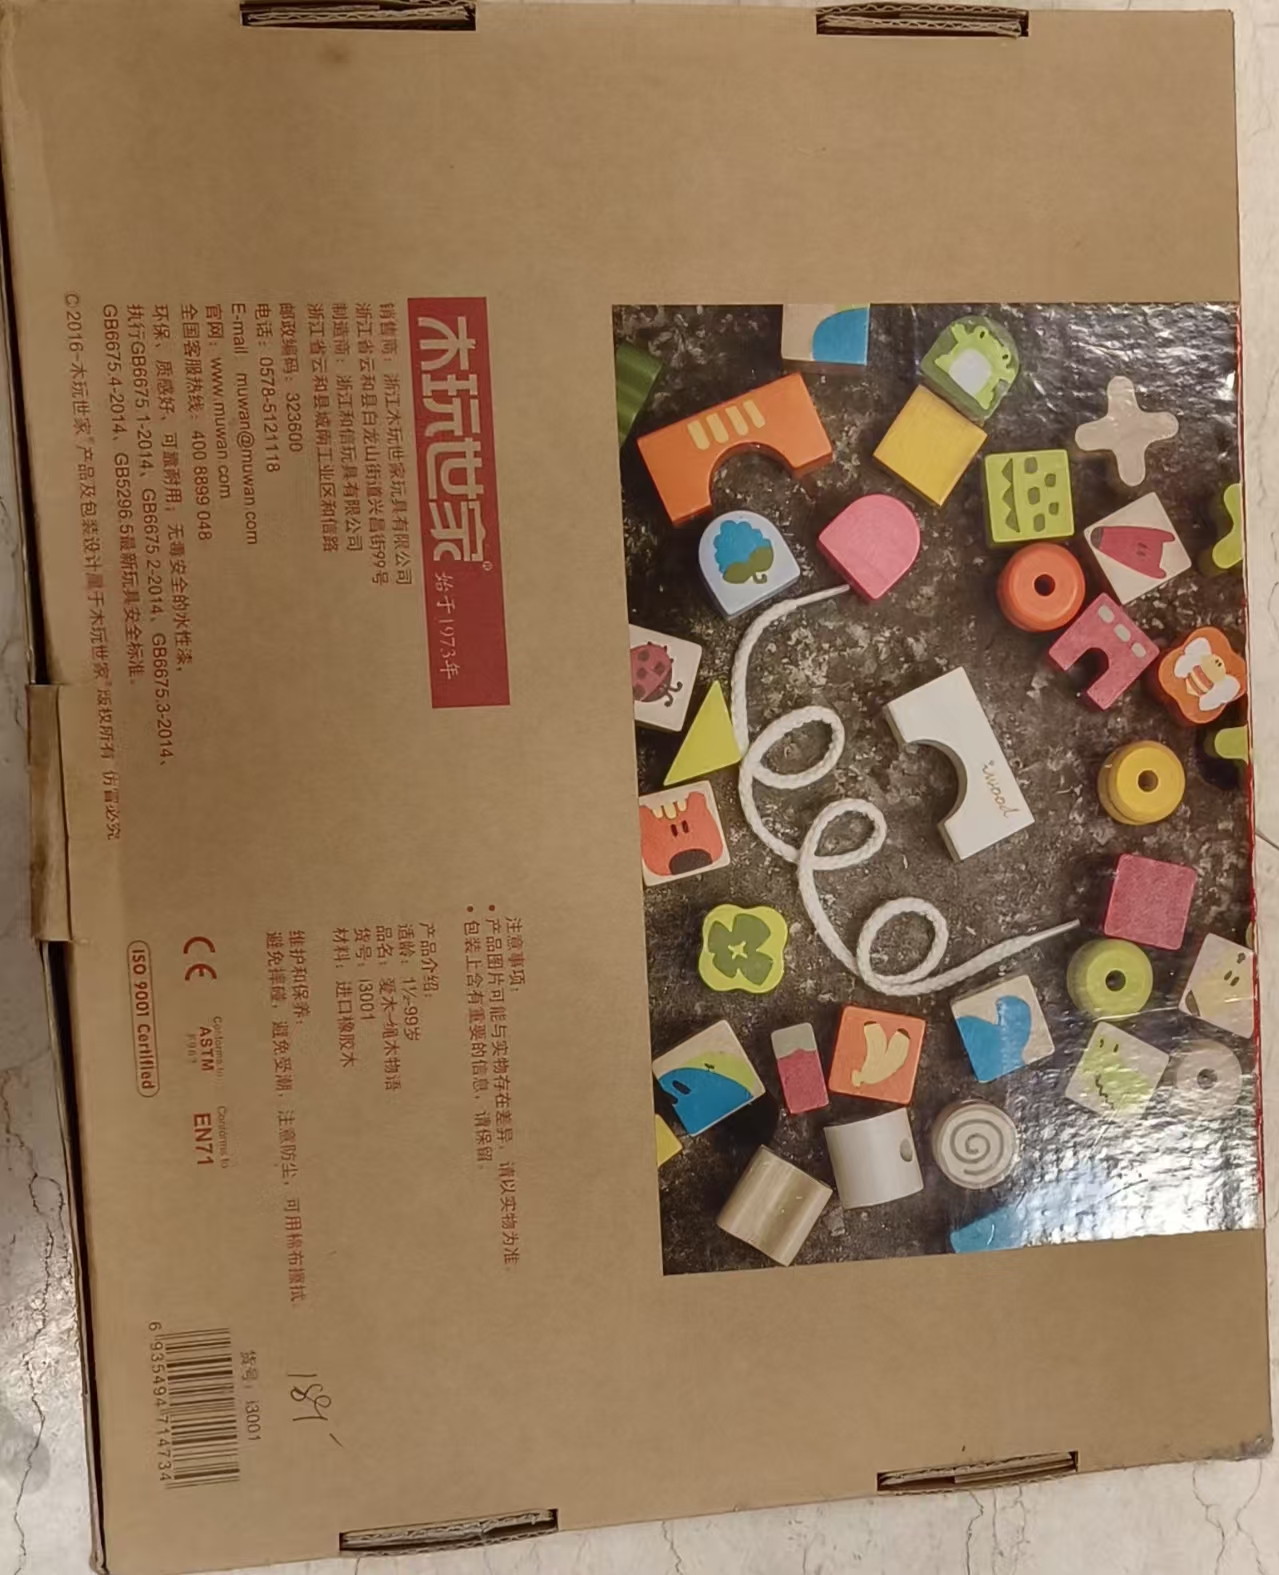 iwood
木玩世家® 始于1973年
销售商：浙江木玩世家玩具有限公司
浙江省云和县白龙山街道兴昌街99号
制造商：浙江和信玩具有限公司
浙江省云和县城南工业区和信路
邮政编码：323600
电话：0578-5121118
E-mail muwan@muwan.com
官网：www.muwan.com
全国客服热线：400 8899 048
环保、质感好、可靠耐用；无毒安全的水性漆，
执行GB6675.1-2014、GB6675.2-2014、GB6675.3-2014、
GB6675.4-2014、GB5296.5最新玩具安全标准。
C:2016-木玩世家®产品及包装设计属于木玩世家®版权所有 仿冒必究
注意事项：
• 产品图片可能与实物存在差异，请以实物为准。
• 包装上含有重要的信息，请保留。
产品介绍：
适龄：1½-99岁
品名：爱木-绳木物语
货号：i3001
材料：进口橡胶木
维护和保养：
避免摔碰，避免受潮，注意防尘，可用棉布擦拭。
CE
Conforms to
ASTM
F963
Conforms to
EN71
ISO 9001 Certified
189
货号：i3001
6 935494 714734